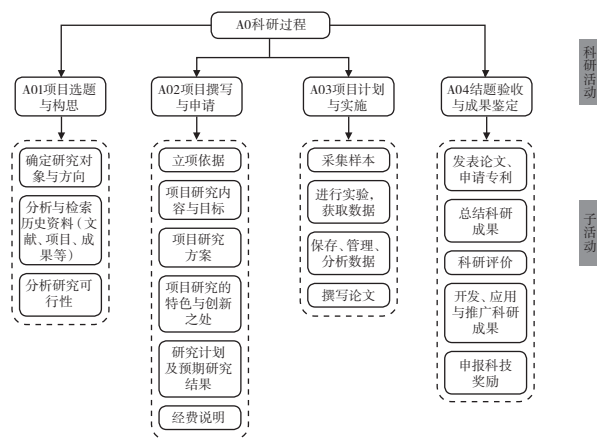 A0科研过程
A01项目选题
与构思
A02项目撰写
与申请
A03项目计划
与实施
A04结题验收
与成果鉴定
科研活动
确定研究对
象与方向
分析与检索
历史资料（文
献、项目、成
果等）
分析研究可
行性
立项依据
项目研究内
容与目标
项目研究
方案
项目研究的
特色与创新
之处
研究计划
及预期研究
结果
经费说明
采集样本
进行实验，
获取数据
保存、管理、
分析数据
撰写论文
发表论文、
申请专利
总结科研
成果
科研评价
开发、应用
与推广科研
成果
申报科技
奖励
子活动